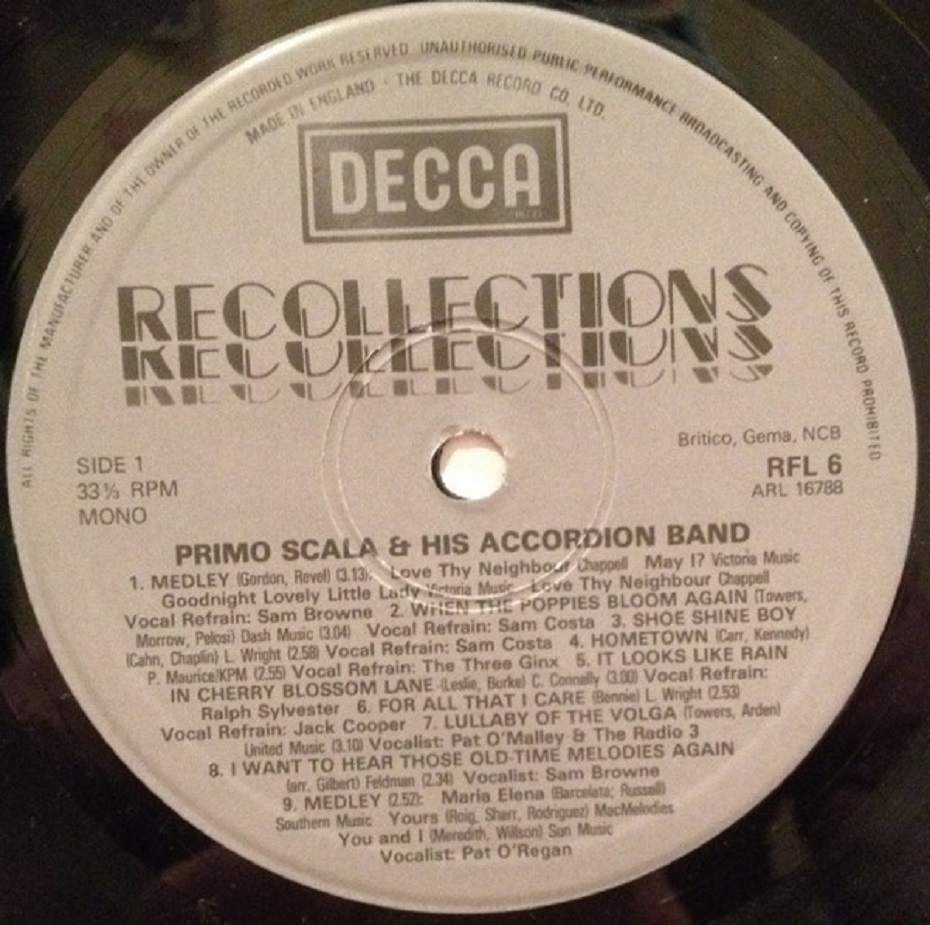 ALL RIGHTS OF THE MANUFACTURER AND OF THE OWNER OF THE RECORDED WORK RESERVED UNAUTHORISED PUBLIC PERFORMANCE BROADCASTING AND COPYING OF THIS RECORD PROHIBITED
MADE IN ENGLAND · THE DECCA RECORD CO. LTD.
DECCA
RECOLLECTIONS
RECOLLECTIONS
RECOLLECTIONS
Britico, Gema, NCB
SIDE 1
RFL 6
33⅓ RPM
ARL 16788
MONO
PRIMO SCALA & HIS ACCORDION BAND
1. MEDLEY (Gordon, Revel) (3.13): Love Thy Neighbour Chappell May I? Victoria Music
Goodnight Lovely Little Lady Victoria Music Love Thy Neighbour Chappell
Vocal Refrain: Sam Browne 2. WHEN THE POPPIES BLOOM AGAIN (Towers,
Morrow, Pelosi) Dash Music (3.04) Vocal Refrain: Sam Costa 3. SHOE SHINE BOY
(Cahn, Chaplin) L. Wright (2.58) Vocal Refrain: Sam Costa 4. HOMETOWN (Carr, Kennedy)
P. Maurice/KPM (2.55) Vocal Refrain: The Three Ginx 5. IT LOOKS LIKE RAIN
IN CHERRY BLOSSOM LANE (Leslie, Burke) C. Connelly (3.00) Vocal Refrain:
Ralph Sylvester 6. FOR ALL THAT I CARE (Bennie) L. Wright (2.53)
Vocal Refrain: Jack Cooper 7. LULLABY OF THE VOLGA (Towers, Arden)
United Music (3.10) Vocalist: Pat O'Malley & The Radio 3
8. I WANT TO HEAR THOSE OLD-TIME MELODIES AGAIN
(arr. Gilbert) Feldman (2.34) Vocalist: Sam Browne
9. MEDLEY (2.52): Maria Elena (Barcelata; Russell)
Southern Music Yours (Roig, Sherr, Rodriguez) MacMelodies
You and I (Meredith, Willson) Sun Music
Vocalist: Pat O'Regan